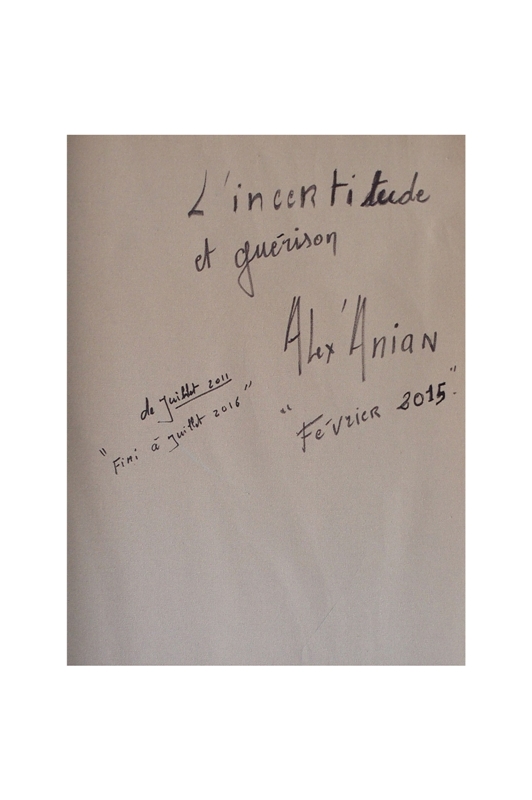 L'incertitude
et guérison
Alex'Anian
de Juillet 2011
"Fini à juillet 2016"
"Février 2015"